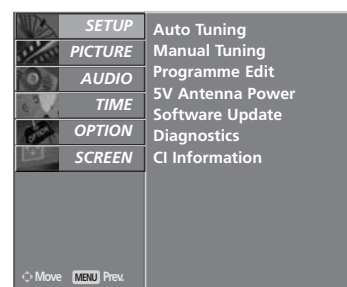 SETUP
PICTURE
AUDIO
TIME
OPTION
SCREEN
Auto Tuning
Manual Tuning
Programme Edit
5V Antenna Power
Software Update
Diagnostics
CI Information
Move MENU Prev.